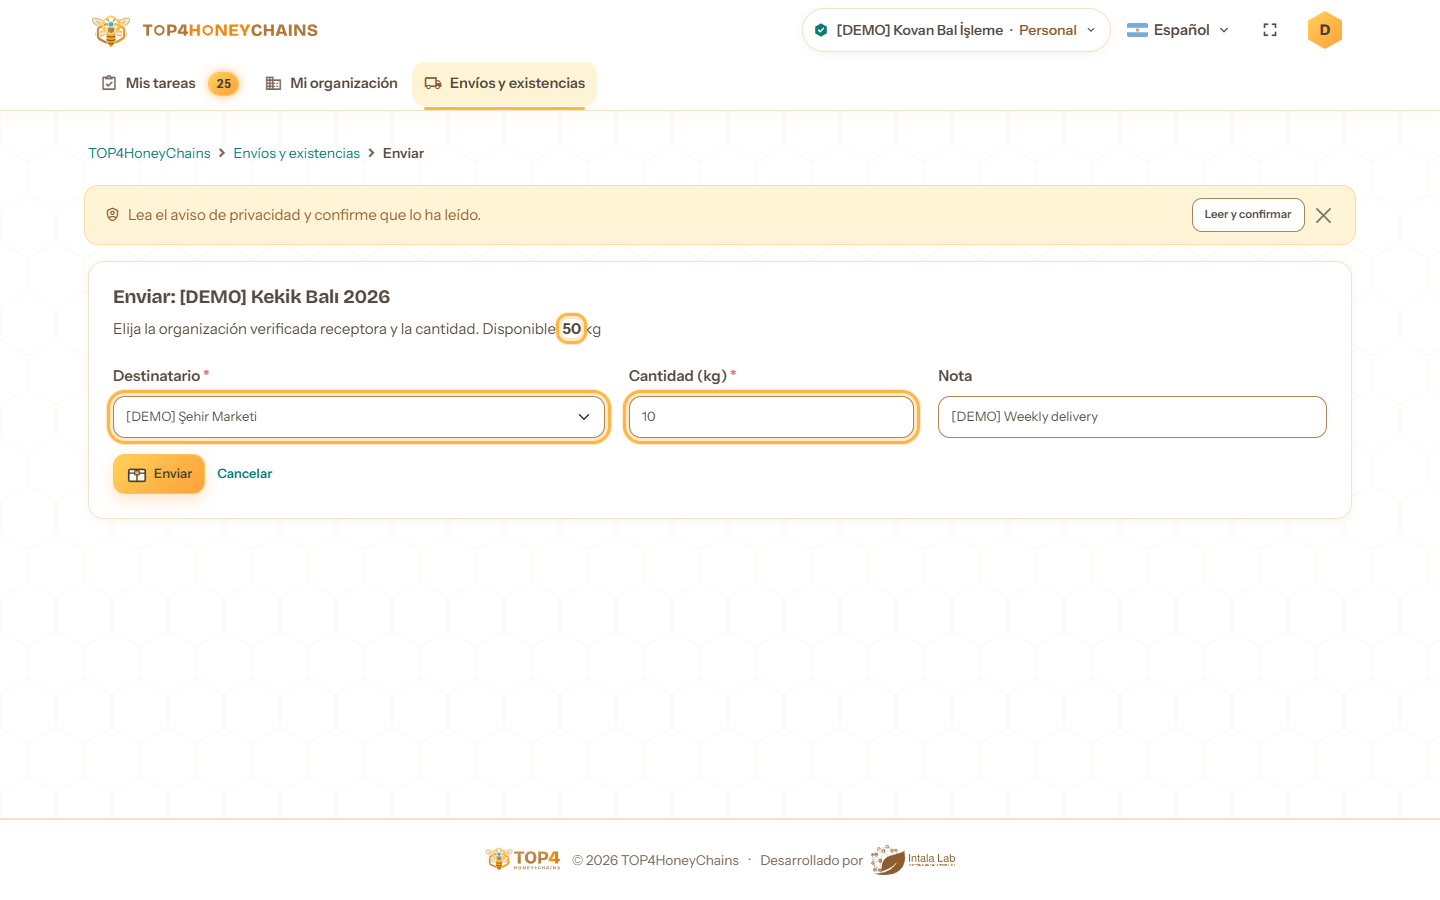 TOP4HONEYCHAINS
[DEMO] Kovan Bal İşleme · Personal
Español
D
Mis tareas 25
Mi organización
Envíos y existencias
TOP4HoneyChains > Envíos y existencias > Enviar
Lea el aviso de privacidad y confirme que lo ha leído.
Leer y confirmar
Enviar: [DEMO] Kekik Balı 2026
Elija la organización verificada receptora y la cantidad. Disponible 50 kg
Destinatario *
Cantidad (kg) *
Nota
[DEMO] Şehir Marketi
10
[DEMO] Weekly delivery
Enviar
Cancelar
TOP4
HONEYCHAINS
© 2026 TOP4HoneyChains · Desarrollado por
Intala Lab